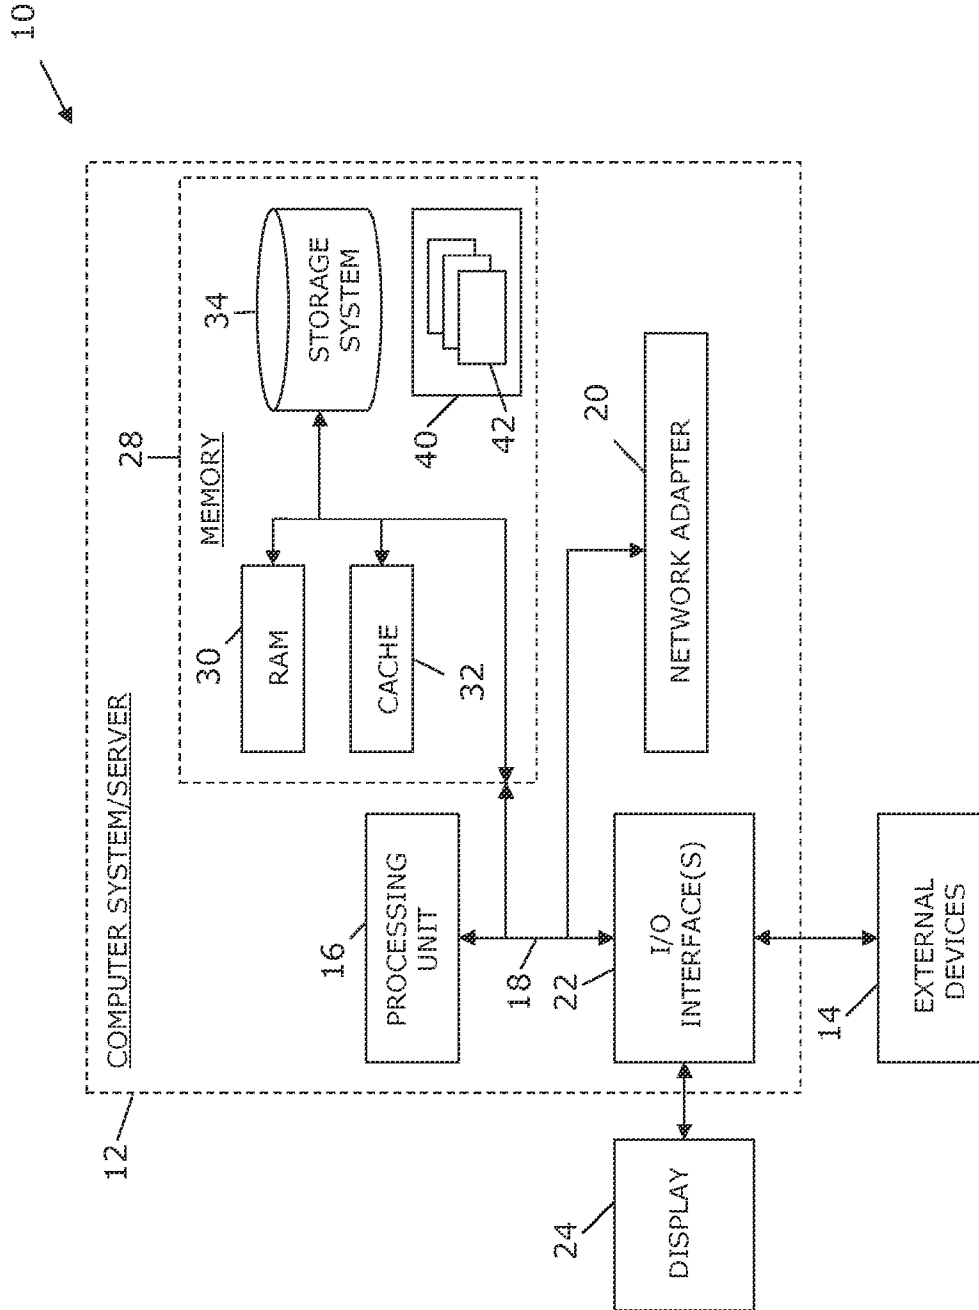 10
COMPUTER SYSTEM/SERVER
12
28
MEMORY
34
STORAGE
SYSTEM
30
RAM
16
PROCESSING
UNIT
CACHE
32
40
42
18
20
22
NETWORK ADAPTER
I/O
INTERFACE(S)
24
DISPLAY
14
EXTERNAL
DEVICES